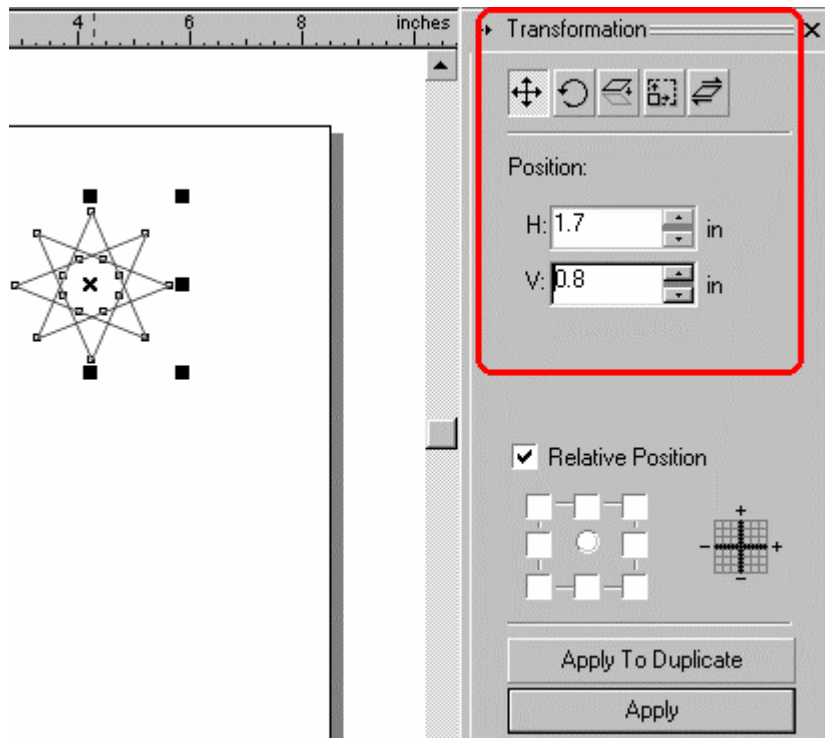 4 6 8 inches
Transformation
Position:
H: 1.7 in
V: 0.8 in
Relative Position
+
- +
-
Apply To Duplicate
Apply